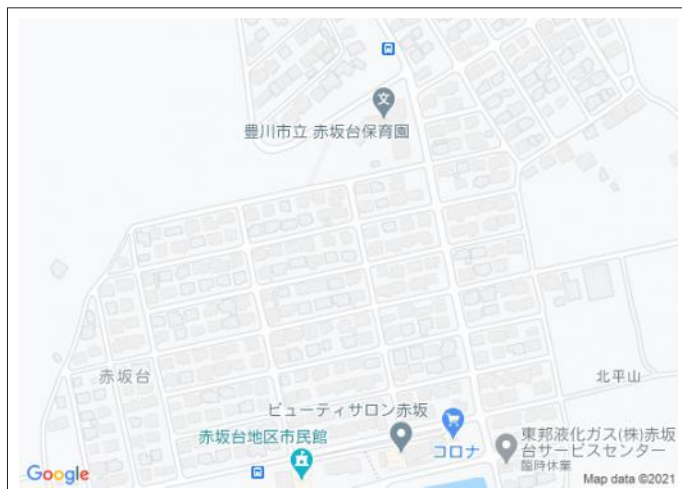 豊川市立 赤坂台保育園
赤坂台
北平山
ビューティサロン赤坂
赤坂台地区市民館
コロナ
東邦液化ガス(株)赤坂
台サービスセンター
臨時休業
Google
Map data ©2021
文